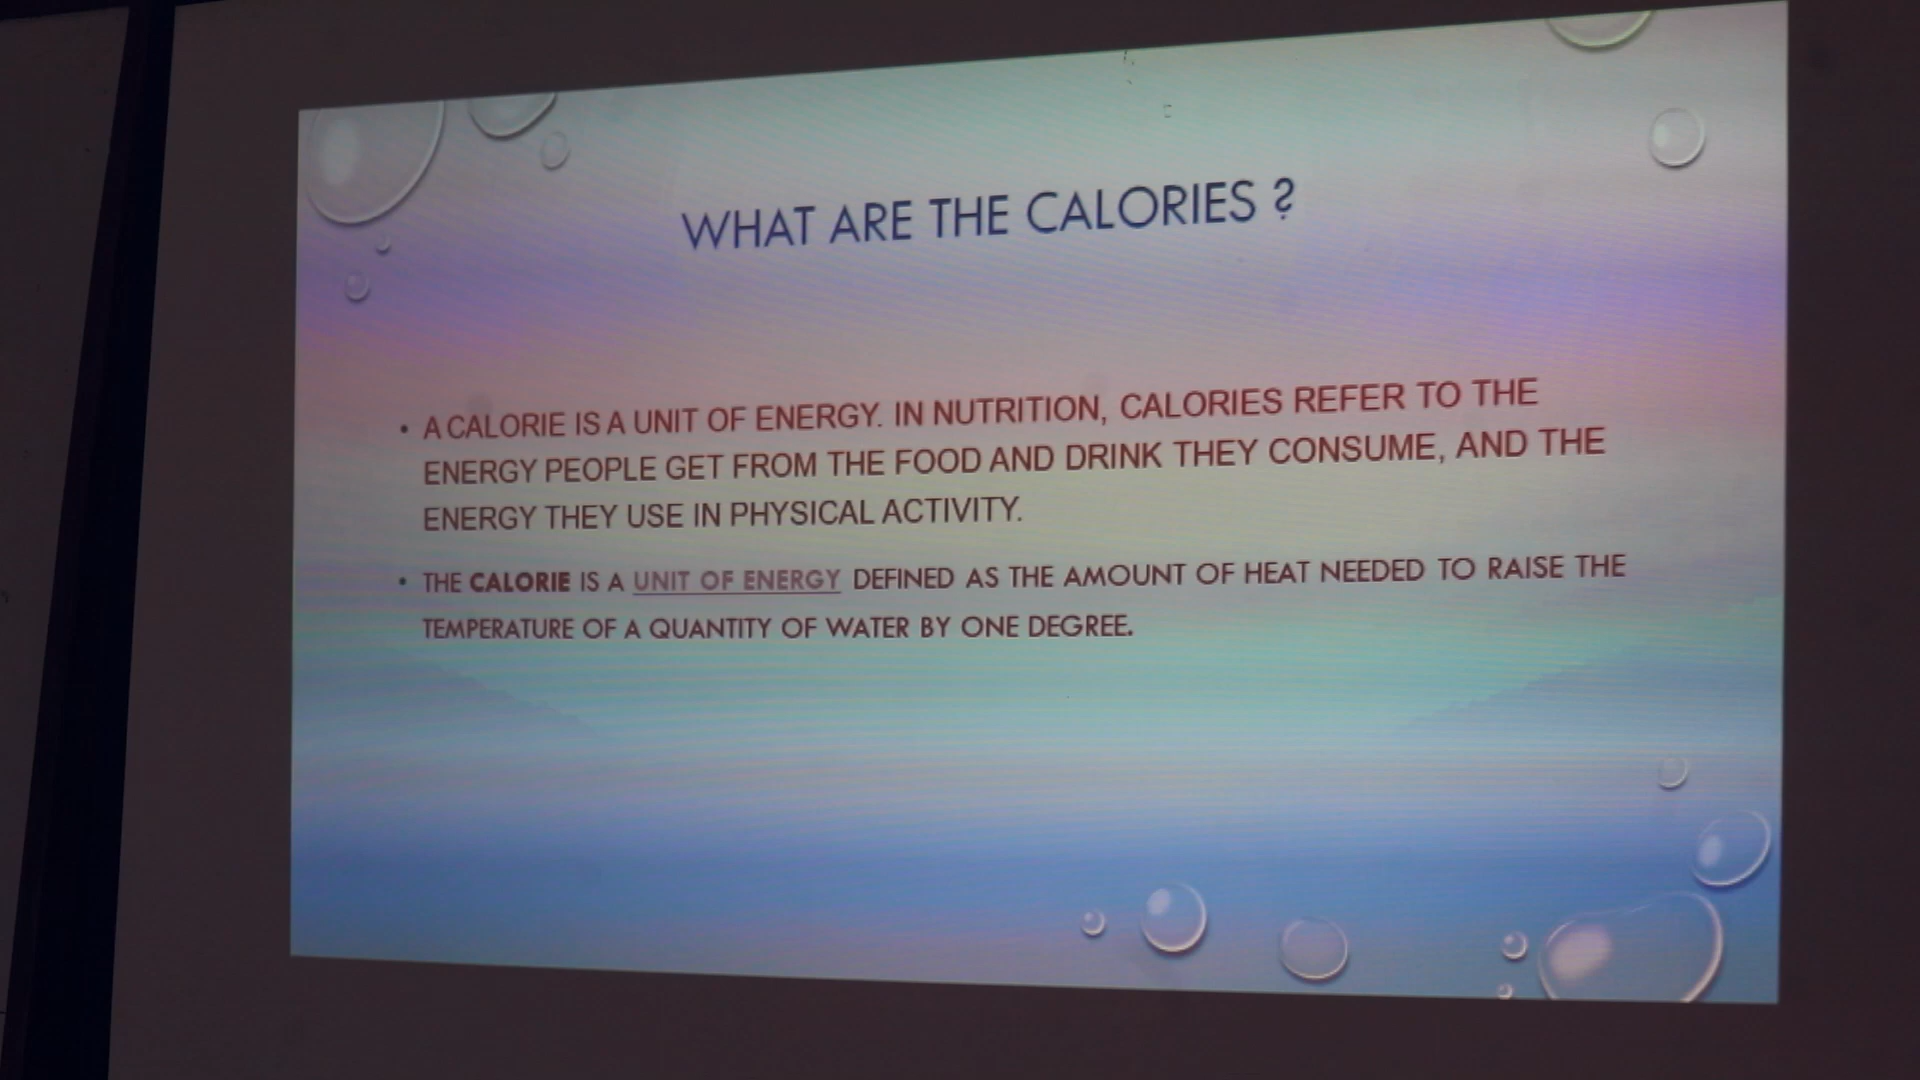 WHAT ARE THE CALORIES ?
• A CALORIE IS A UNIT OF ENERGY. IN NUTRITION, CALORIES REFER TO THE
ENERGY PEOPLE GET FROM THE FOOD AND DRINK THEY CONSUME, AND THE
ENERGY THEY USE IN PHYSICAL ACTIVITY.
• THE CALORIE IS A UNIT OF ENERGY DEFINED AS THE AMOUNT OF HEAT NEEDED TO RAISE THE
TEMPERATURE OF A QUANTITY OF WATER BY ONE DEGREE.